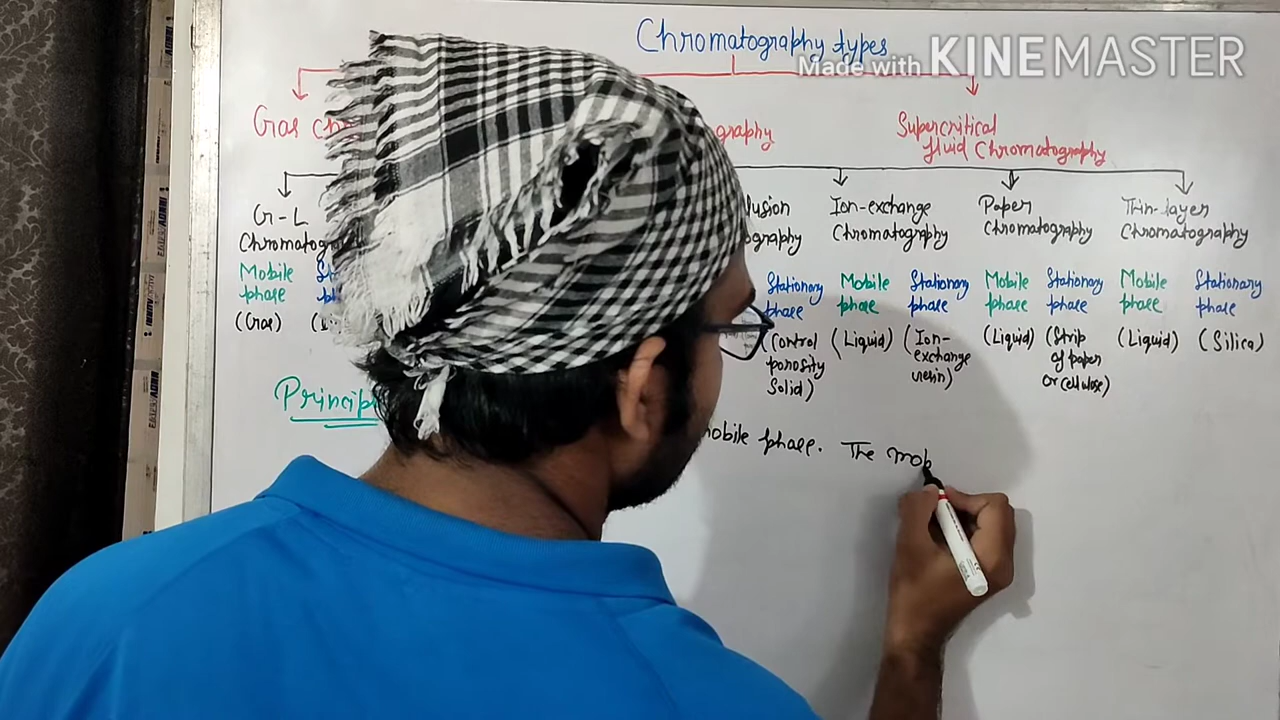 Chromatography types
Made with KINEMASTER
Gas
graphy
Supercritical
fluid Chromatography
G-L
Chromatogra
lusion
ography
Ion-exchange
Chromatography
Paper
Chromatography
Thin-layer
Chromatography
Mobile
phase
(Gas)
Stationary
phase
(Control
porosity
Solid)
Mobile
phase
(Liquid)
Stationary
phase
(Ion-
exchange
resin)
Mobile
phase
(Liquid)
Stationary
phase
(Strip
of paper
or cellulose)
Mobile
phase
(Liquid)
Stationary
phase
(Silica)
Princip
mobile phase. The mob